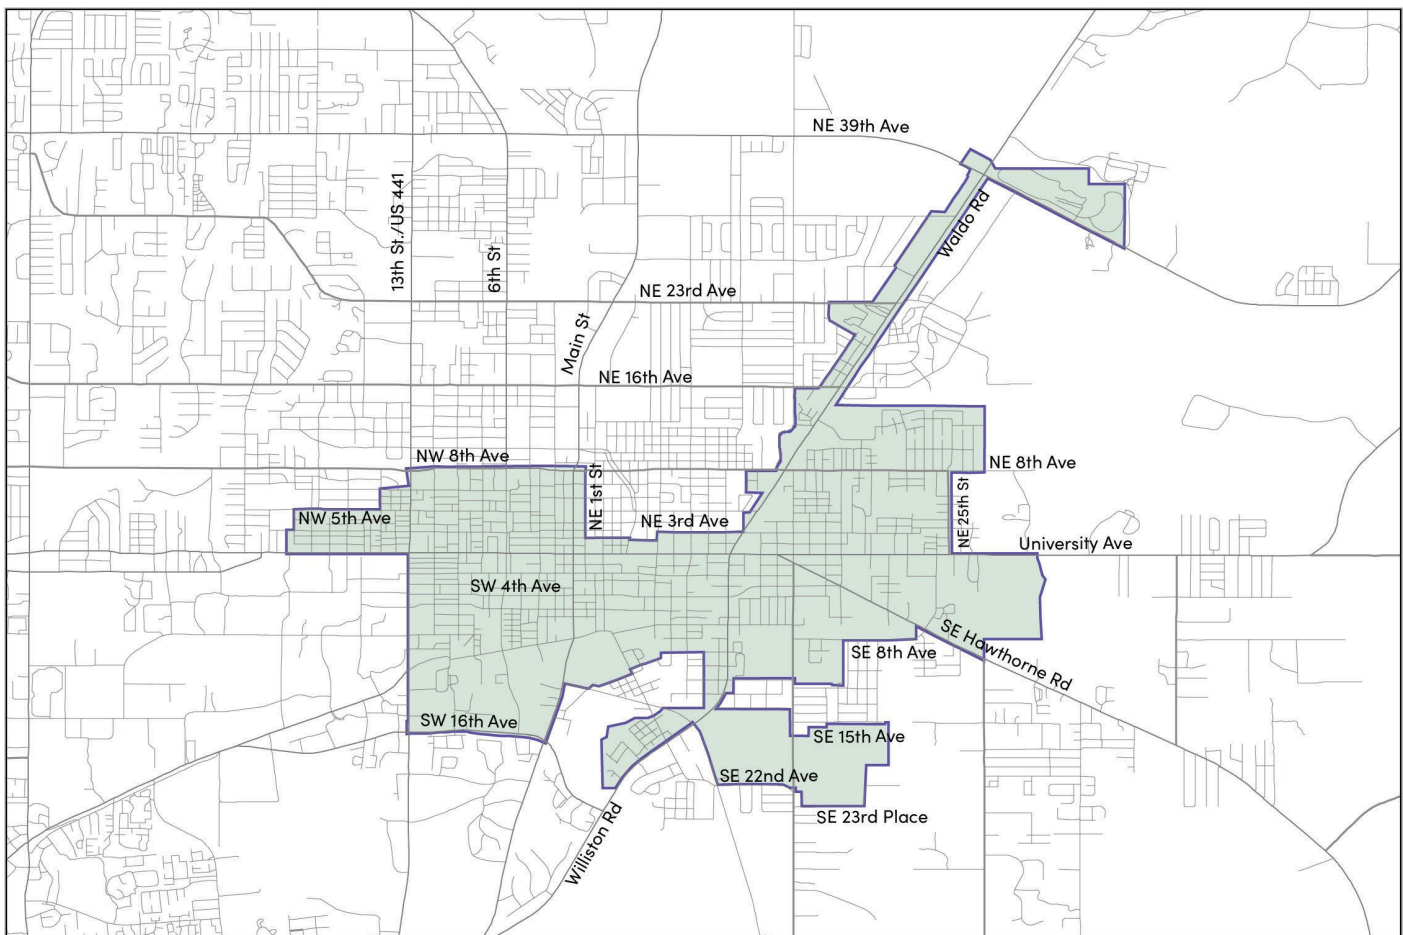 NE 39th Ave
13th St./US 441
6th St
Waldo Rd
NE 23rd Ave
Main St
NE 16th Ave
NW 8th Ave
NE 8th Ave
NE 1st St
NE 25th St
NW 5th Ave
NE 3rd Ave
University Ave
SW 4th Ave
SE Hawthorne Rd
SE 8th Ave
SW 16th Ave
SE 15th Ave
SE 22nd Ave
SE 23rd Place
Williston Rd